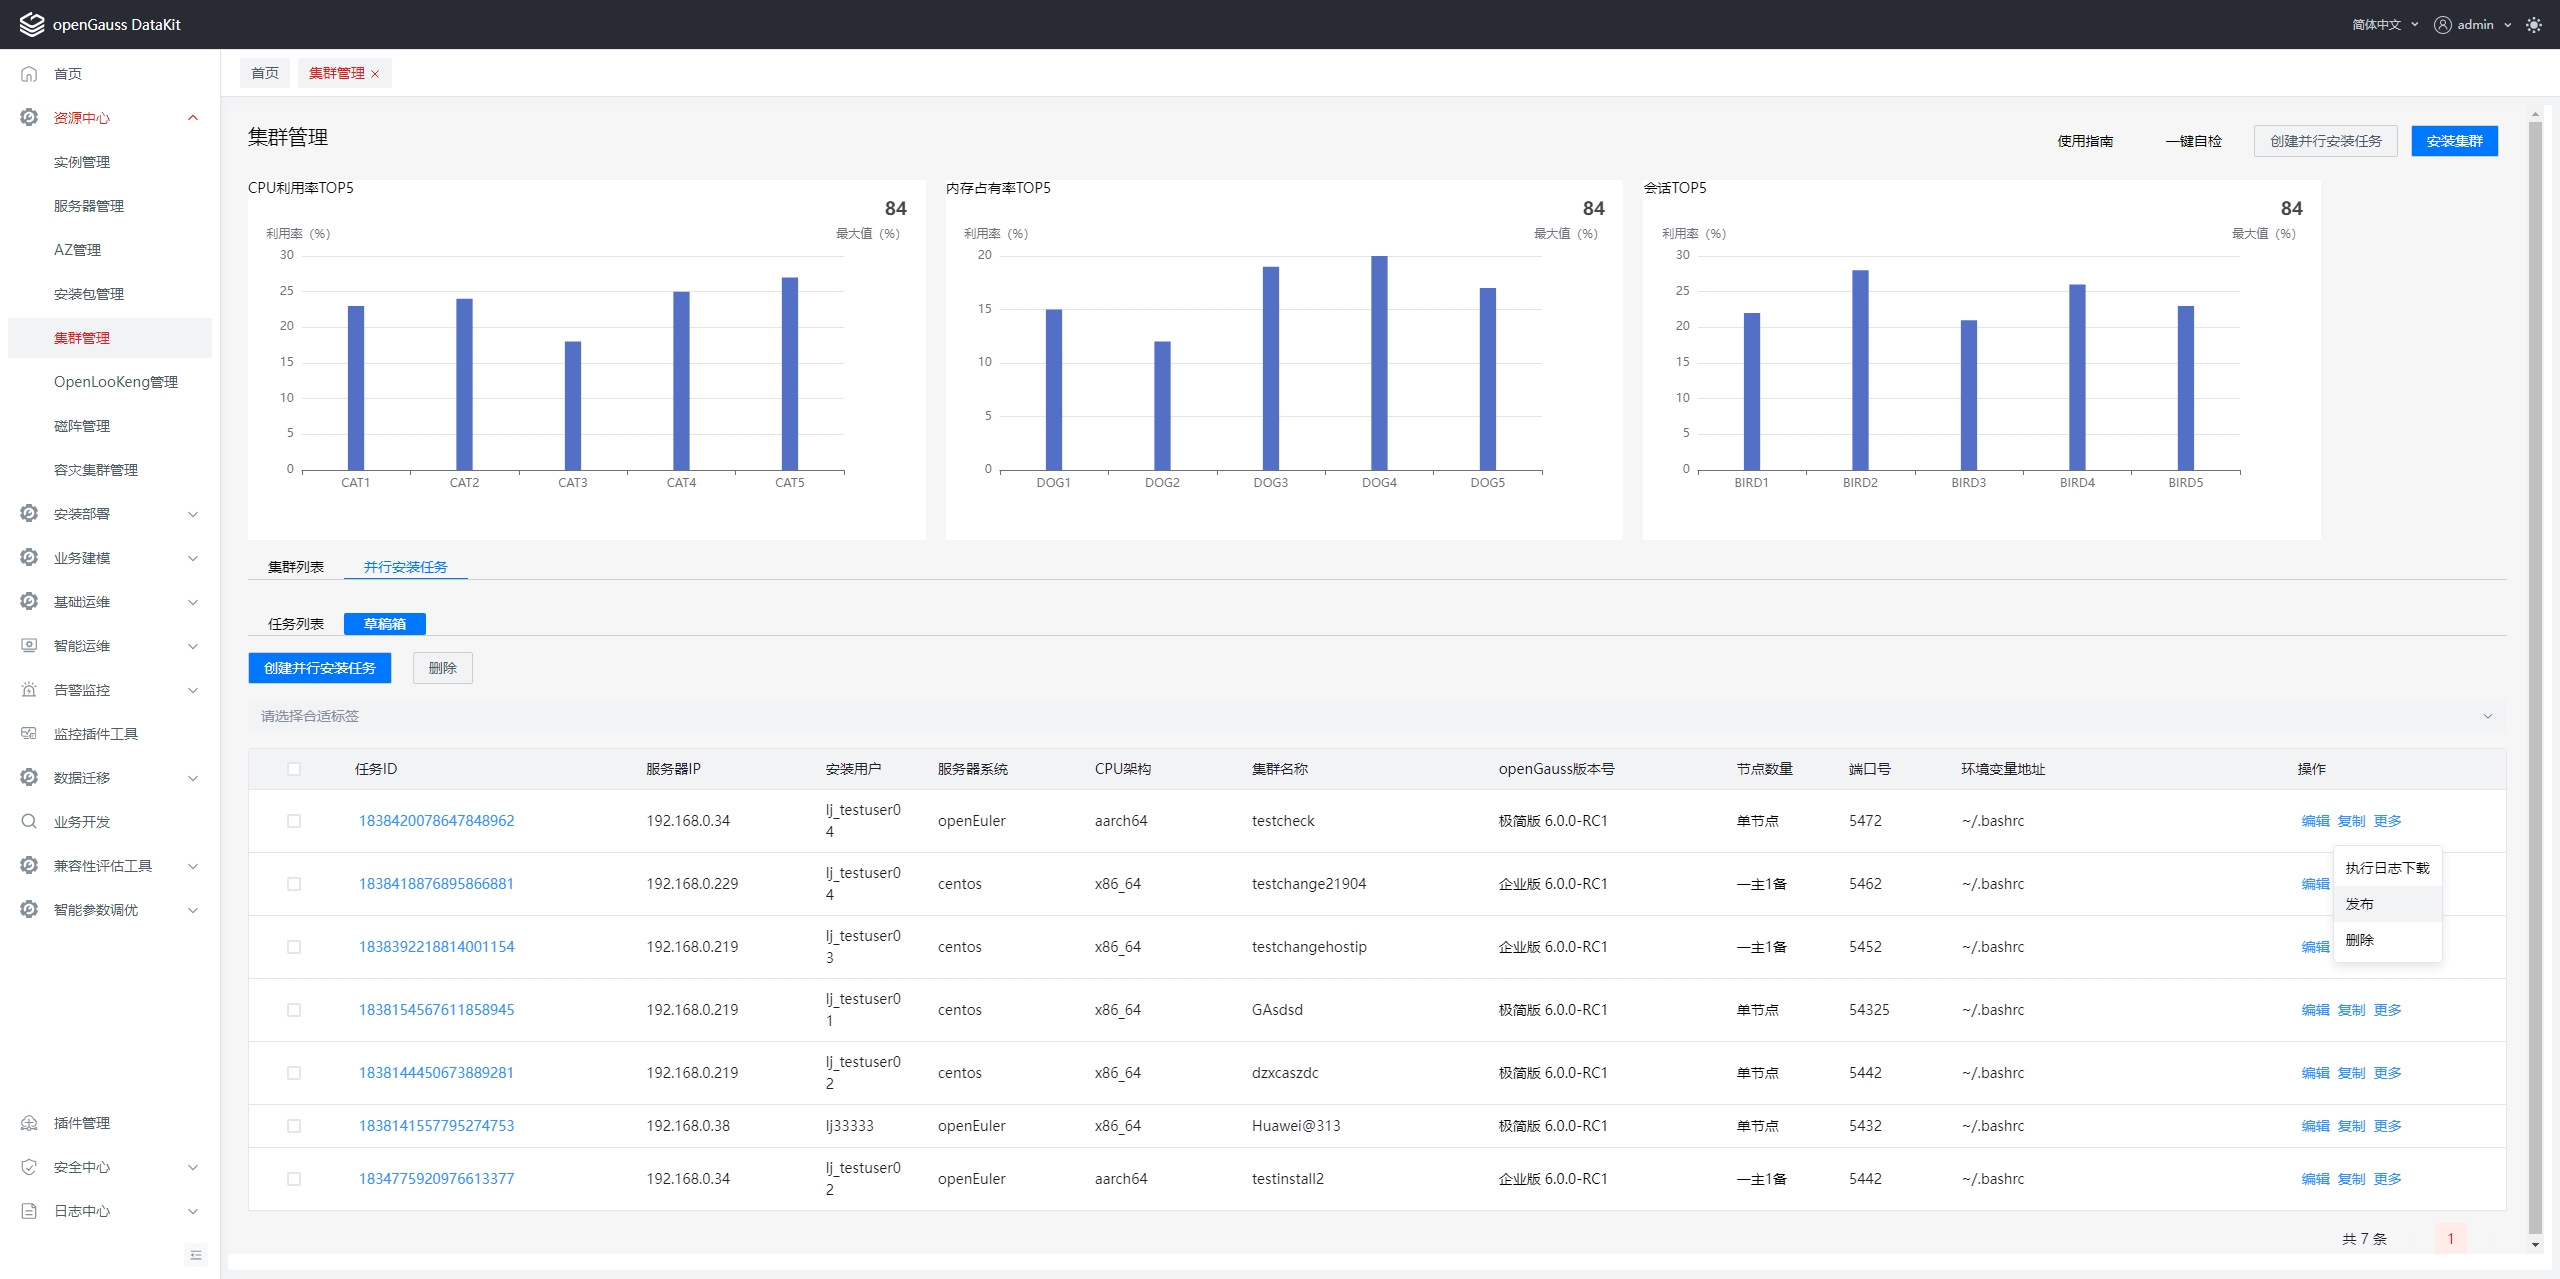 openGauss DataKit
简体中文
admin
首页
资源中心
实例管理
服务器管理
AZ管理
安装包管理
集群管理
OpenLooKeng管理
磁阵管理
容灾集群管理
安装部署
业务建模
基础运维
智能运维
告警监控
监控插件工具
数据迁移
业务开发
兼容性评估工具
智能参数调优
插件管理
安全中心
日志中心
首页 集群管理
集群管理
使用指南 一键自检 创建并行安装任务 安装集群
CPU利用率TOP5
84
利用率（%） 最大值（%）
30
25
20
15
10
5
0
CAT1 CAT2 CAT3 CAT4 CAT5
内存占有率TOP5
84
利用率（%） 最大值（%）
20
15
10
5
0
DOG1 DOG2 DOG3 DOG4 DOG5
会话TOP5
84
利用率（%） 最大值（%）
30
25
20
15
10
5
0
BIRD1 BIRD2 BIRD3 BIRD4 BIRD5
集群列表 并行安装任务
任务列表 草稿箱
创建并行安装任务 删除
请选择合适标签
任务ID 服务器IP 安装用户 服务器系统 CPU架构 集群名称 openGauss版本号 节点数量 端口号 环境变量地址 操作
1838420078647848962 192.168.0.34 lj_testuser04 openEuler aarch64 testcheck 极简版 6.0.0-RC1 单节点 5472 ~/.bashrc 编辑 复制 更多
1838418876895866881 192.168.0.229 lj_testuser04 centos x86_64 testchange21904 企业版 6.0.0-RC1 一主1备 5462 ~/.bashrc 编辑
1838392218814001154 192.168.0.219 lj_testuser03 centos x86_64 testchangehostip 企业版 6.0.0-RC1 一主1备 5452 ~/.bashrc 编辑
执行日志下载
发布
删除
1838154567611858945 192.168.0.219 lj_testuser01 centos x86_64 GAsdsd 极简版 6.0.0-RC1 单节点 54325 ~/.bashrc 编辑 复制 更多
1838144450673889281 192.168.0.219 lj_testuser02 centos x86_64 dzxcaszdc 极简版 6.0.0-RC1 单节点 5442 ~/.bashrc 编辑 复制 更多
1838141557795274753 192.168.0.38 lj33333 openEuler x86_64 Huawei@313 极简版 6.0.0-RC1 单节点 5432 ~/.bashrc 编辑 复制 更多
1834775920976613377 192.168.0.34 lj_testuser02 openEuler aarch64 testinstall2 企业版 6.0.0-RC1 一主1备 5442 ~/.bashrc 编辑 复制 更多
共 7 条 1